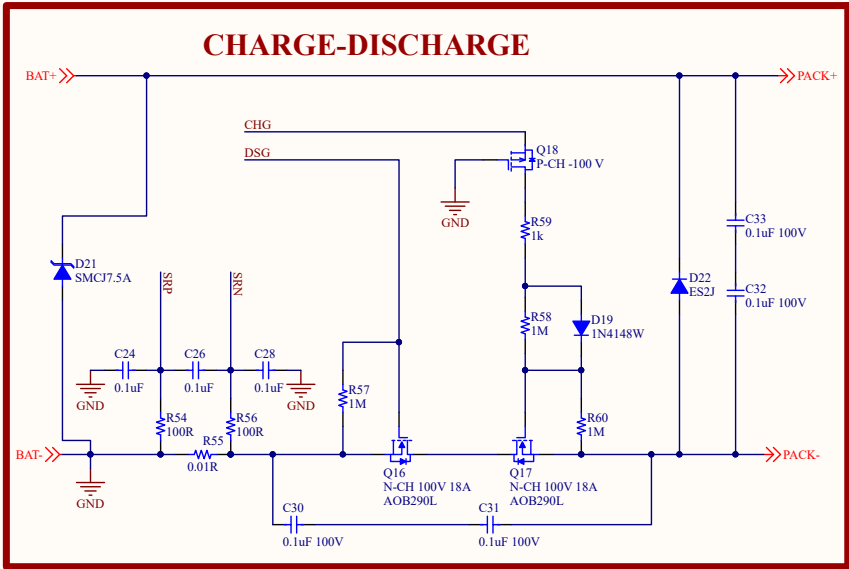 CHARGE-DISCHARGE
BAT+
PACK+
CHG
DSG
Q18
P-CH -100 V
GND
R59
1k
C33
0.1uF 100V
D21
SMCJ7.5A
SRP
SRN
D22
ES2J
C32
0.1uF 100V
R58
1M
D19
1N4148W
C24
0.1uF
C26
0.1uF
C28
0.1uF
GND
GND
R57
1M
R54
100R
R56
100R
R55
0.01R
R60
1M
BAT-
PACK-
GND
Q16
N-CH 100V 18A
AOB290L
Q17
N-CH 100V 18A
AOB290L
C30
0.1uF 100V
C31
0.1uF 100V